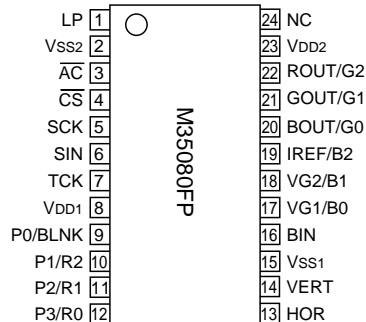 LP 1
VSS2 2
AC 3
CS 4
SCK 5
SIN 6
TCK 7
VDD1 8
P0/BLNK 9
P1/R2 10
P2/R1 11
P3/R0 12
M35080FP
24 NC
23 VDD2
22 ROUT/G2
21 GOUT/G1
20 BOUT/G0
19 IREF/B2
18 VG2/B1
17 VG1/B0
16 BIN
15 VSS1
14 VERT
13 HOR